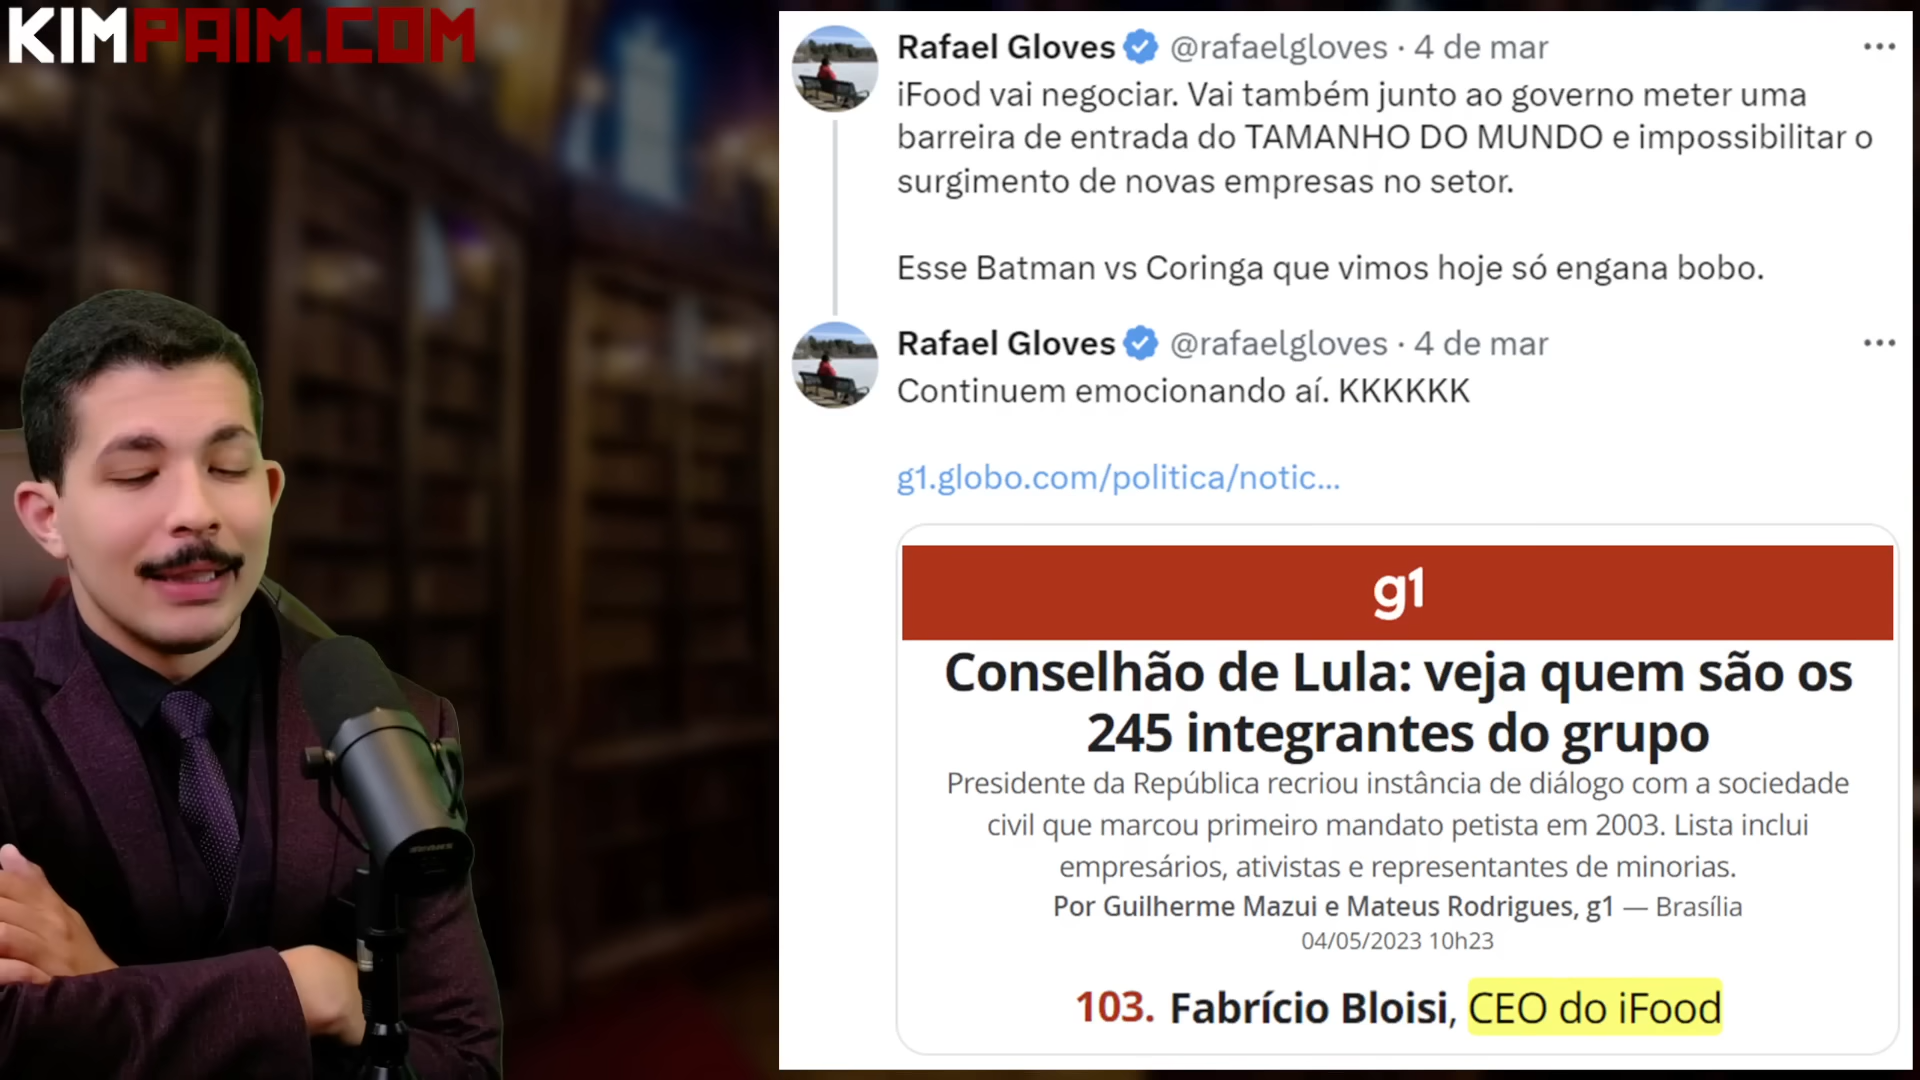 KIMPAIM.COM
Rafael Gloves @rafaelgloves · 4 de mar
iFood vai negociar. Vai também junto ao governo meter uma
barreira de entrada do TAMANHO DO MUNDO e impossibilitar o
surgimento de novas empresas no setor.
Esse Batman vs Coringa que vimos hoje só engana bobo.
Rafael Gloves @rafaelgloves · 4 de mar
Continuem emocionando aí. KKKKKK
g1.globo.com/politica/notic...
g1
Conselhão de Lula: veja quem são os
245 integrantes do grupo
Presidente da República recriou instância de diálogo com a sociedade
civil que marcou primeiro mandato petista em 2003. Lista inclui
empresários, ativistas e representantes de minorias.
Por Guilherme Mazui e Mateus Rodrigues, g1 — Brasília
04/05/2023 10h23
103. Fabrício Bloisi, CEO do iFood